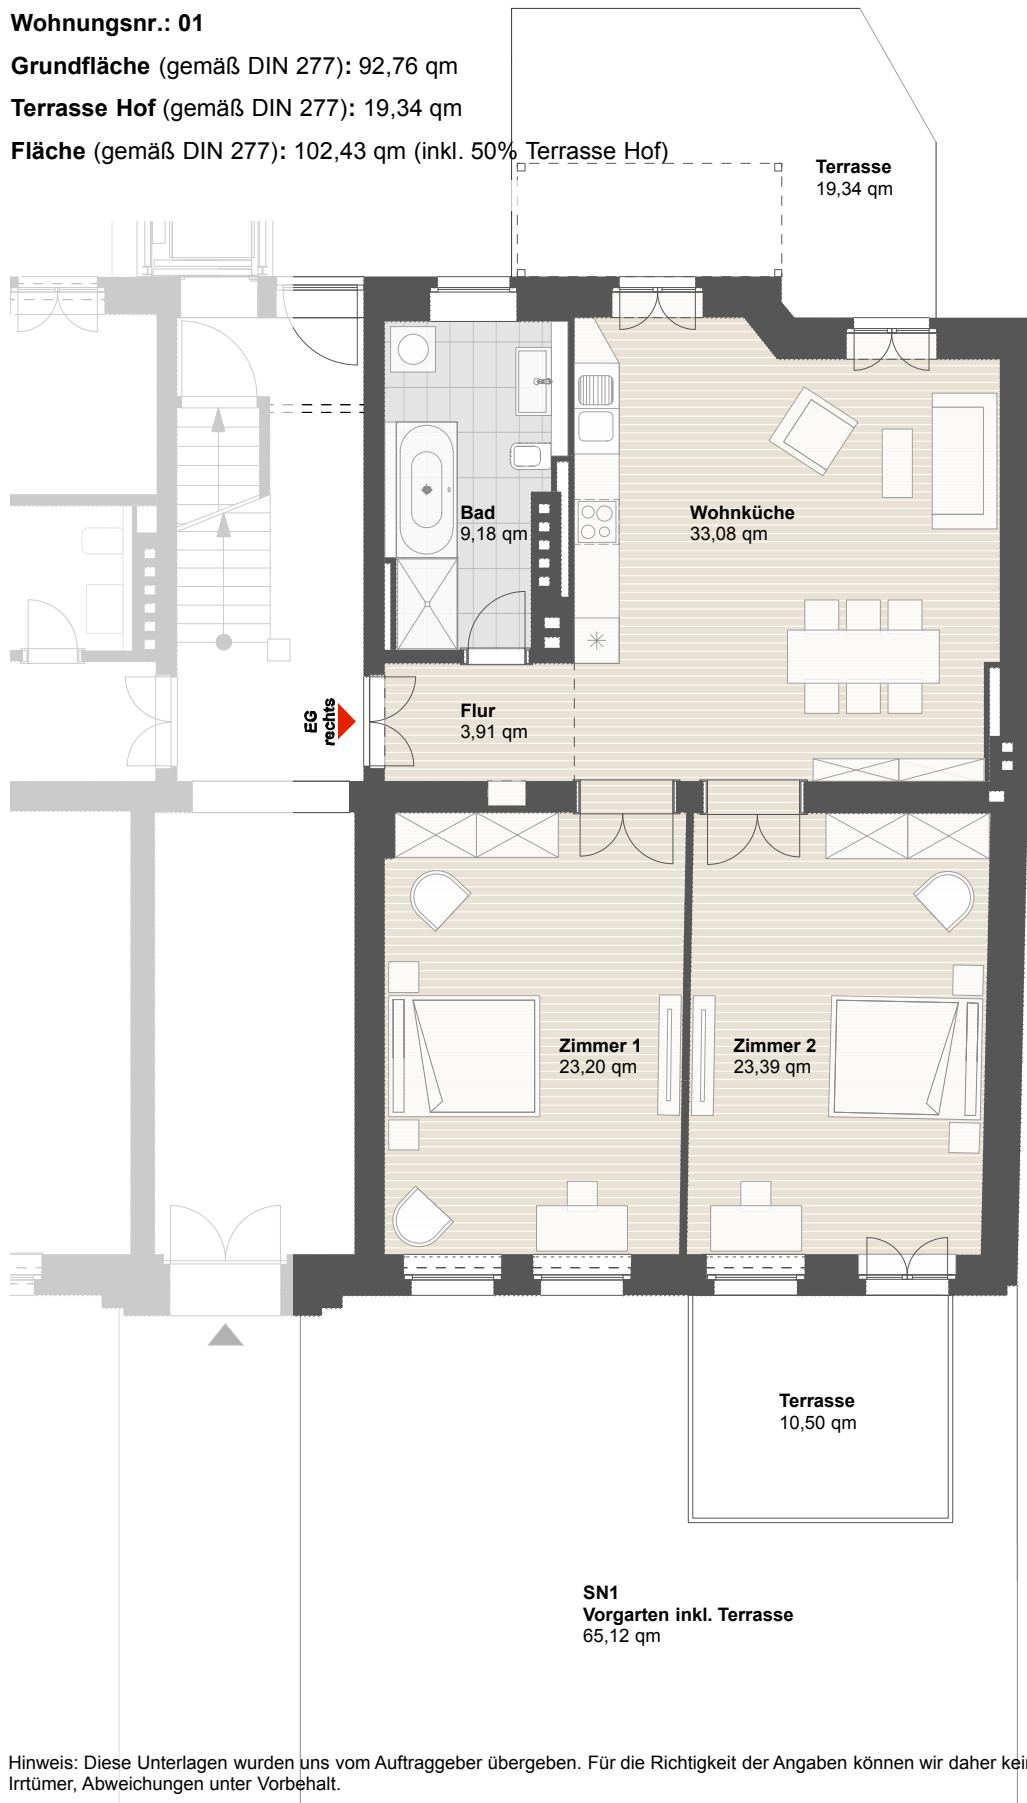 Wohnungsnr.: 01
Grundfläche (gemäß DIN 277): 92,76 qm
Terrasse Hof (gemäß DIN 277): 19,34 qm
Fläche (gemäß DIN 277): 102,43 qm (inkl. 50% Terrasse Hof)
Terrasse
19,34 qm
Bad
9,18 qm
Wohnküche
33,08 qm
EG
rechts
Flur
3,91 qm
Zimmer 1
23,20 qm
Zimmer 2
23,39 qm
Terrasse
10,50 qm
SN1
Vorgarten inkl. Terrasse
65,12 qm
Hinweis: Diese Unterlagen wurden uns vom Auftraggeber übergeben. Für die Richtigkeit der Angaben können wir daher kein
Irrtümer, Abweichungen unter Vorbehalt.